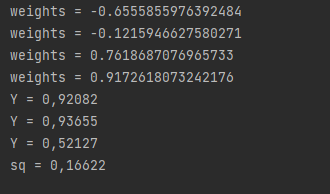 weights = -0.6555855976392484
weights = -0.1215946627580271
weights = 0.7618687076965733
weights = 0.9172618073242176
Y = 0,92082
Y = 0,93655
Y = 0,52127
sq = 0,16622